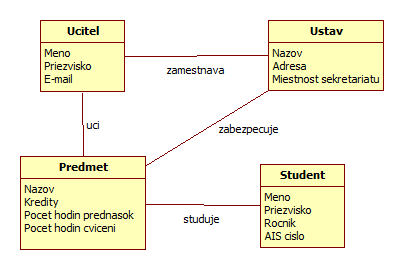 Ucitel
Meno
Priezvisko
E-mail
zamestnava
Ustav
Nazov
Adresa
Miestnost sekretariatu
uci
zabezpecuje
Predmet
Nazov
Kredity
Pocet hodin prednasok
Pocet hodin cviceni
studuje
Student
Meno
Priezvisko
Rocnik
AIS cislo